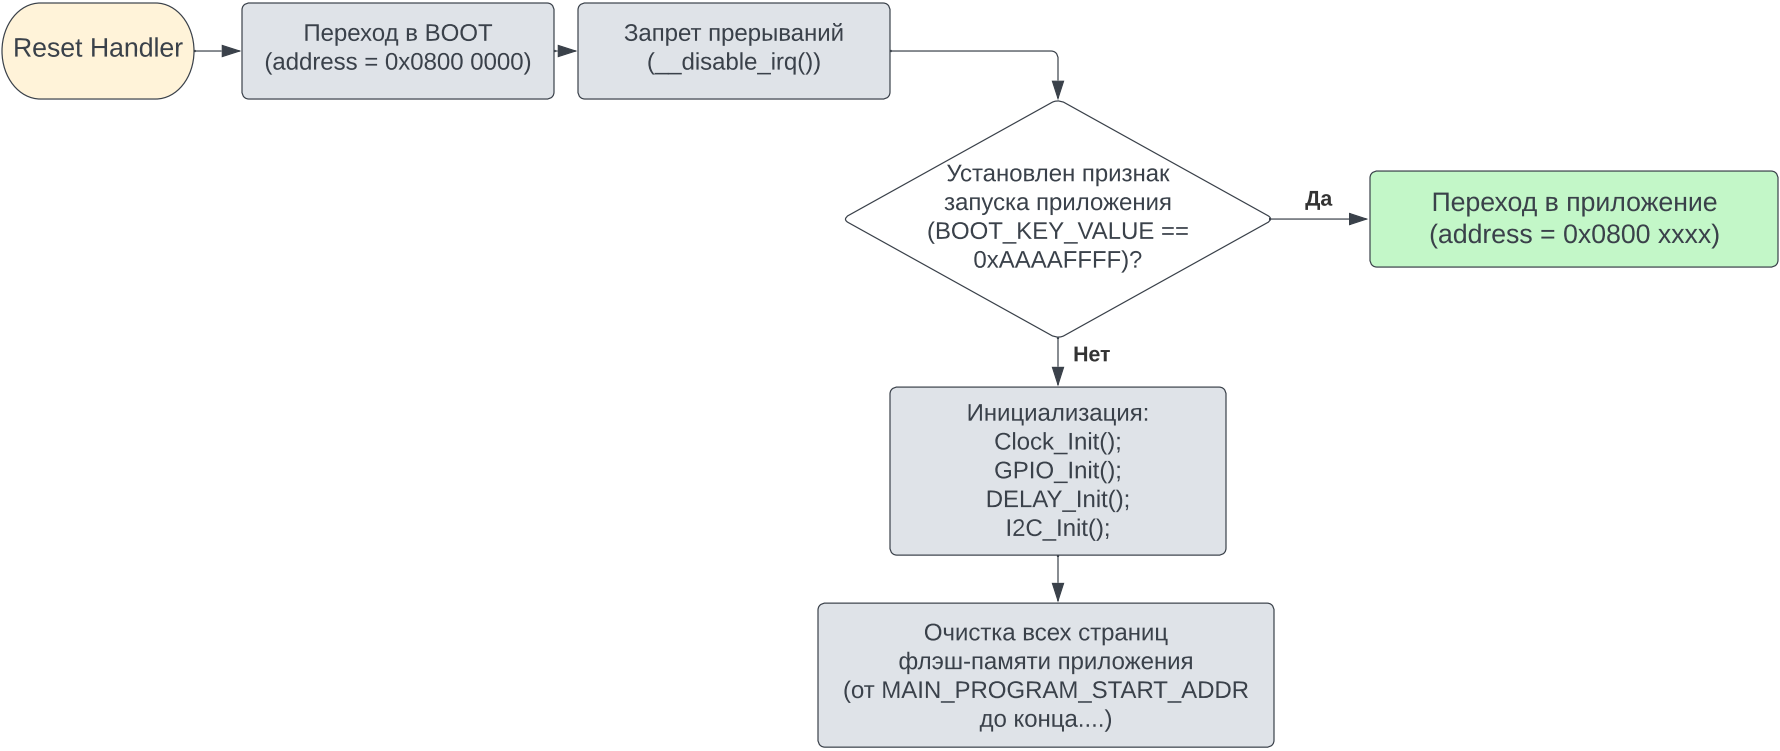 Reset Handler
Переход в BOOT
(address = 0x0800 0000)
Запрет прерываний
(__disable_irq())
Установлен признак
запуска приложения
(BOOT_KEY_VALUE ==
0xAAAAFFFF)?
Да
Переход в приложение
(address = 0x0800 xxxx)
Нет
Инициализация:
Clock_Init();
GPIO_Init();
DELAY_Init();
I2C_Init();
Очистка всех страниц
флэш-памяти приложения
(от MAIN_PROGRAM_START_ADDR
до конца....)